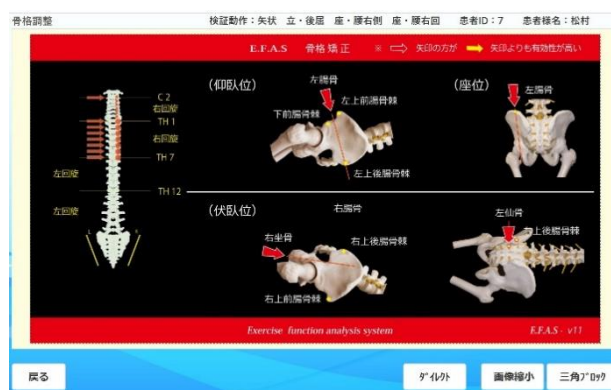 骨格調整
検証動作：矢状 立・後屈 座・腰右側 座・腰右回 患者ID：7 患者様名：松村
E.F.A.S 骨格矯正 ※ ⇨ 矢印の方が ➡ 矢印よりも有効性が高い
(仰臥位)
左腸骨
左上前腸骨棘
下前腸骨棘
左上後腸骨棘
(座位)
左腸骨
C 2
右回旋
TH 1
右回旋
TH 7
左回旋
TH 12
左回旋
(伏臥位)
右腸骨
右坐骨
右上後腸骨棘
右上前腸骨棘
左仙骨
上後腸骨棘
Exercise function analysis system
E.F.A.S - v11
戻る
ダイレクト
画像縮小
三角ブロック